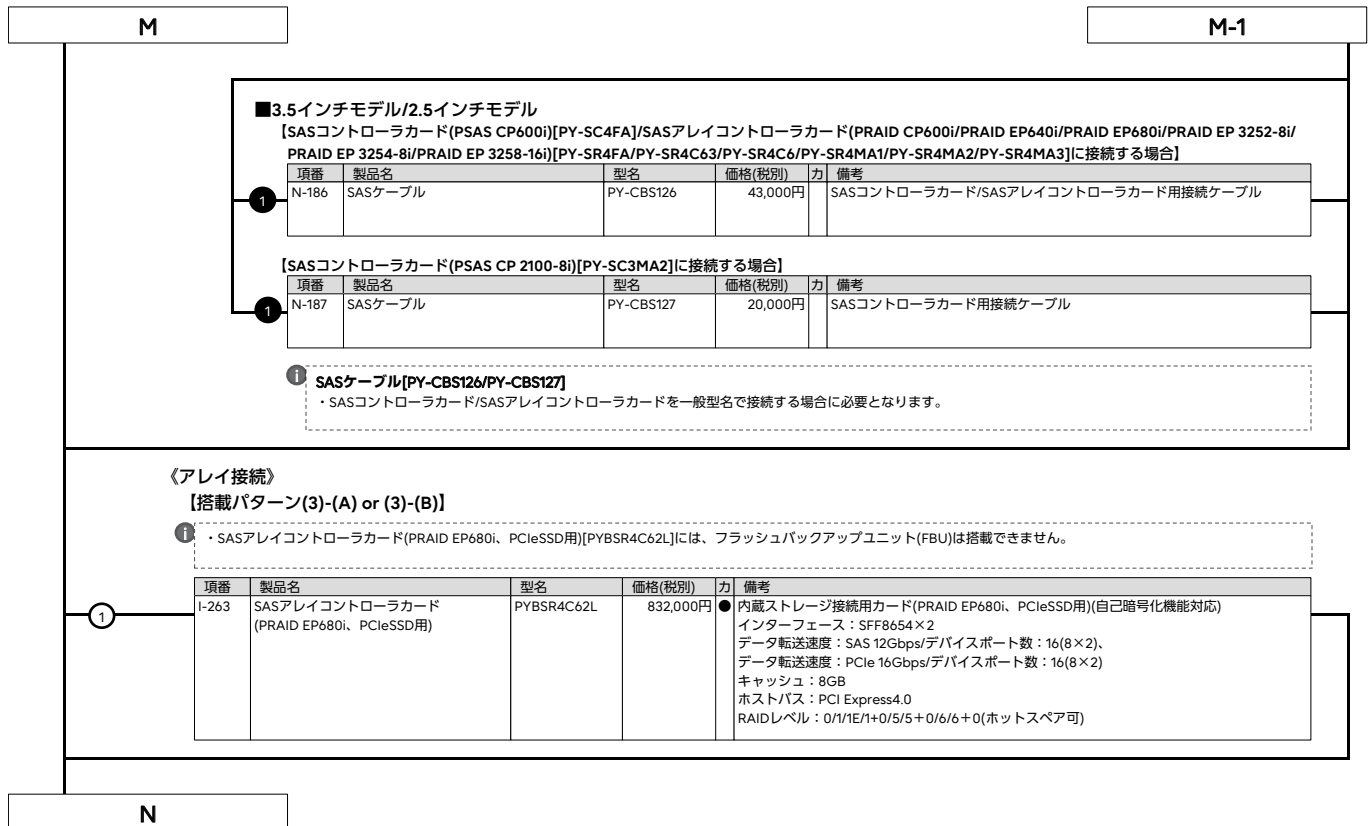 M
M-1
■3.5インチモデル/2.5インチモデル
【SASコントローラカード(PSAS CP600i)[PY-SC4FA]/SASアレイコントローラカード(PRAID CP600i/PRAID EP640i/PRAID EP680i/PRAID EP 3252-8i/
PRAID EP 3254-8i/PRAID EP 3258-16i)[PY-SR4FA/PY-SR4C63/PY-SR4C6/PY-SR4MA1/PY-SR4MA2/PY-SR4MA3]に接続する場合】
項番 製品名 型名 価格(税別) カ 備考
1 N-186 SASケーブル PY-CBS126 43,000円 SASコントローラカード/SASアレイコントローラカード用接続ケーブル
【SASコントローラカード(PSAS CP 2100-8i)[PY-SC3MA2]に接続する場合】
項番 製品名 型名 価格(税別) カ 備考
1 N-187 SASケーブル PY-CBS127 20,000円 SASコントローラカード用接続ケーブル
i SASケーブル[PY-CBS126/PY-CBS127]
・SASコントローラカード/SASアレイコントローラカードを一般型名で接続する場合に必要となります。
《アレイ接続》
【搭載パターン(3)-(A) or (3)-(B)】
i ・SASアレイコントローラカード(PRAID EP680i、PCIeSSD用)[PYBSR4C62L]には、フラッシュバックアップユニット(FBU)は搭載できません。
項番 製品名 型名 価格(税別) カ 備考
1 I-263 SASアレイコントローラカード PYBSR4C62L 832,000円 ● 内蔵ストレージ接続用カード(PRAID EP680i、PCIeSSD用)(自己暗号化機能対応)
(PRAID EP680i、PCIeSSD用) インターフェース：SFF8654×2
データ転送速度：SAS 12Gbps/デバイスポート数：16(8×2)、
データ転送速度：PCIe 16Gbps/デバイスポート数：16(8×2)
キャッシュ：8GB
ホストバス：PCI Express4.0
RAIDレベル：0/1/1E/1+0/5/5＋0/6/6＋0(ホットスペア可)
N